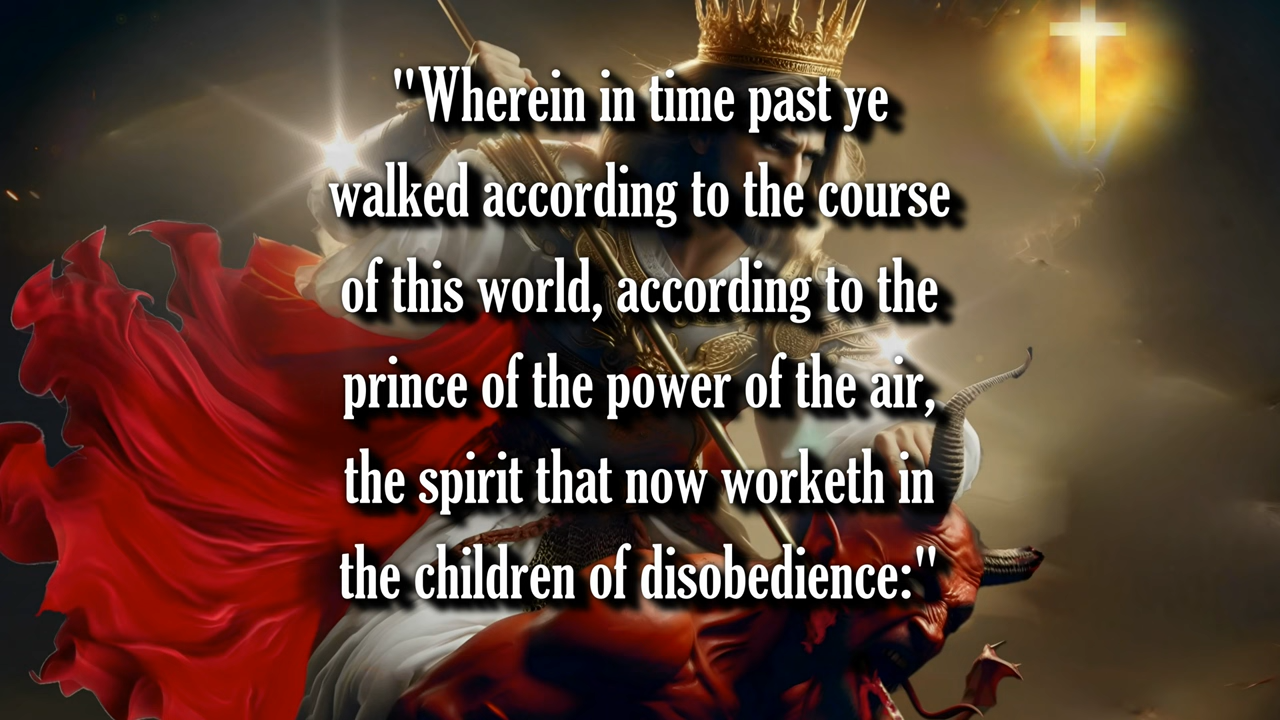 "Wherein in time past ye
walked according to the course
of this world, according to the
prince of the power of the air,
the spirit that now worketh in
the children of disobedience:"